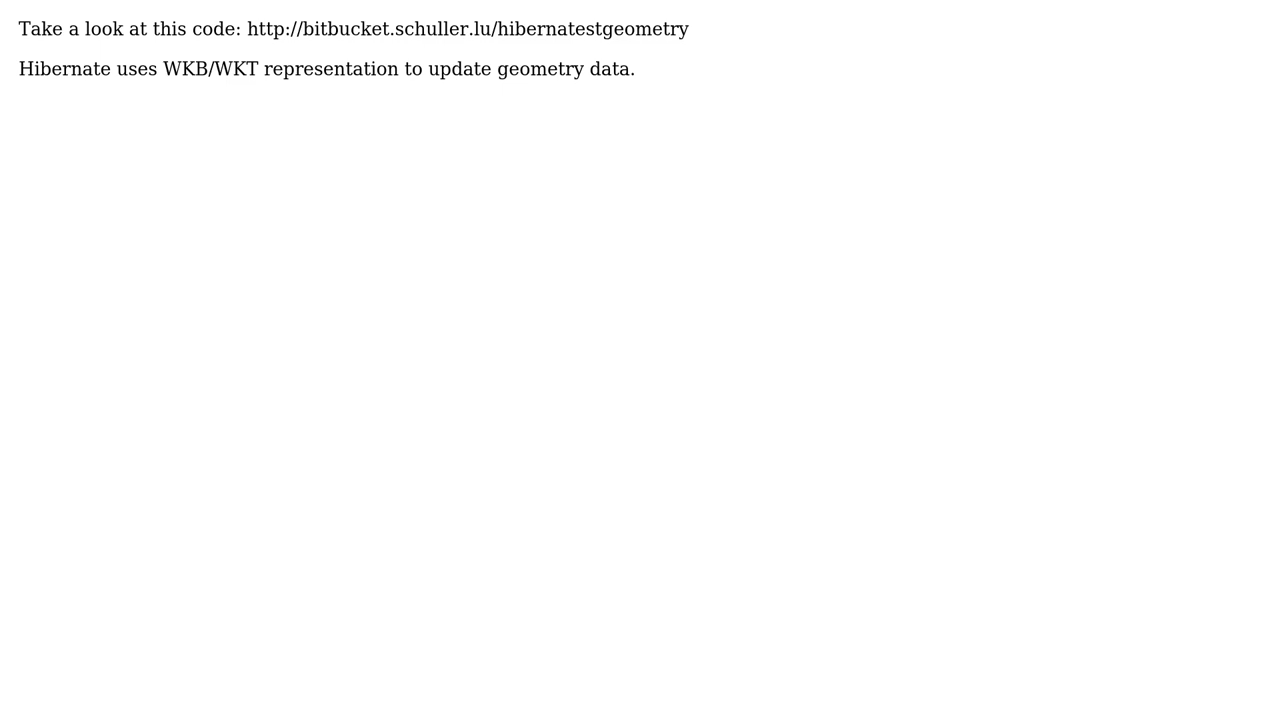 Take a look at this code: http://bitbucket.schuller.lu/hibernatestgeometry
Hibernate uses WKB/WKT representation to update geometry data.